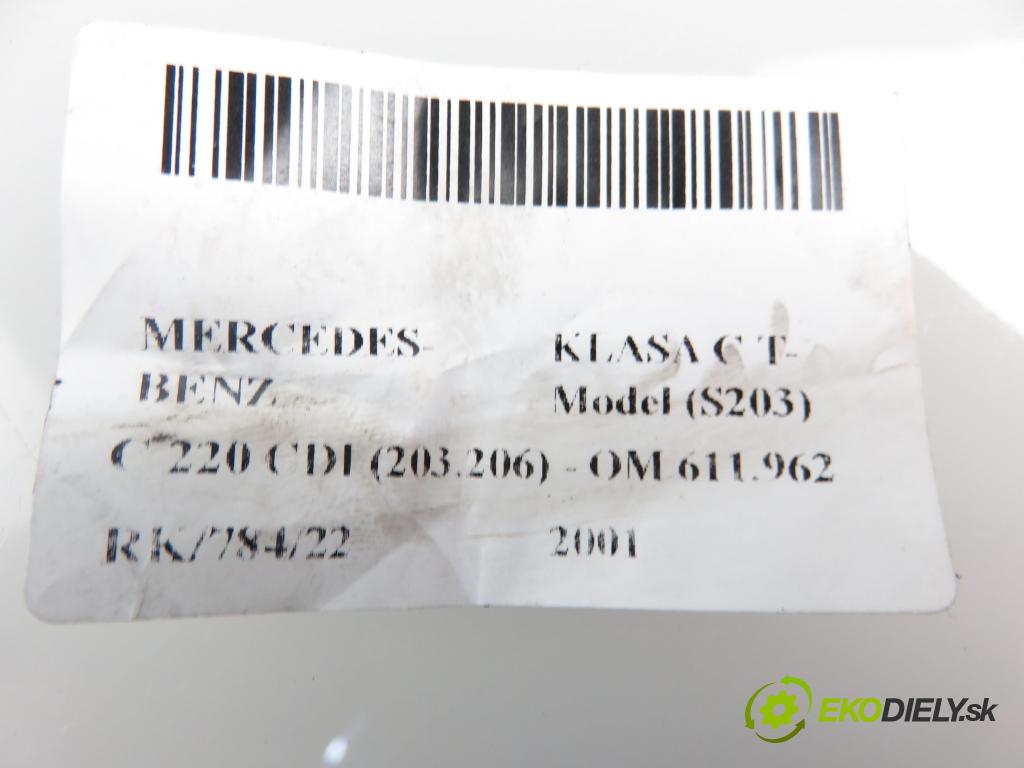 MERCEDES-
BENZ
KLASA C T-
Model (S203)
C 220 CDI (203.206) - OM 611.962
RK/784/22
2001
EKODIELY.sk